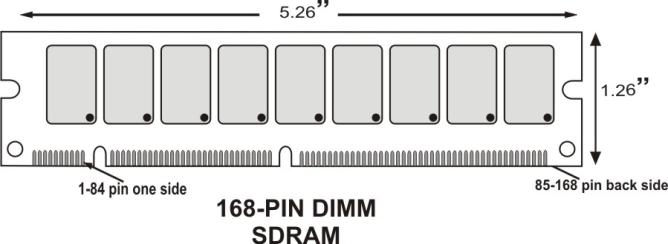 5.26”
1.26”
1-84 pin one side
85-168 pin back side
168-PIN DIMM
SDRAM